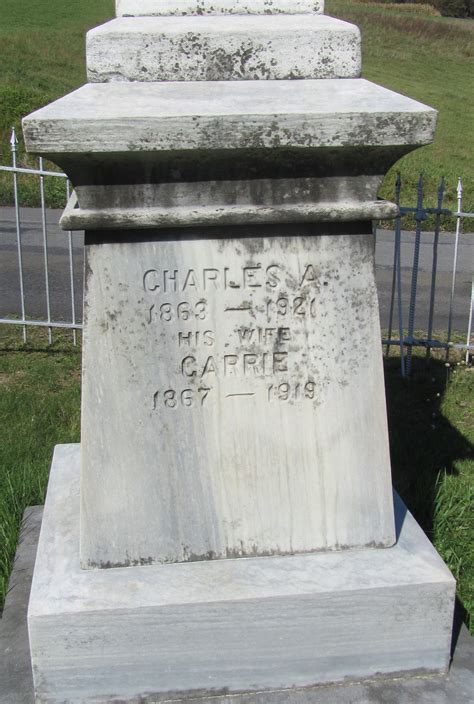 CHARLES A.
1863 — 1921
HIS WIFE
CARRIE
1867 — 1919